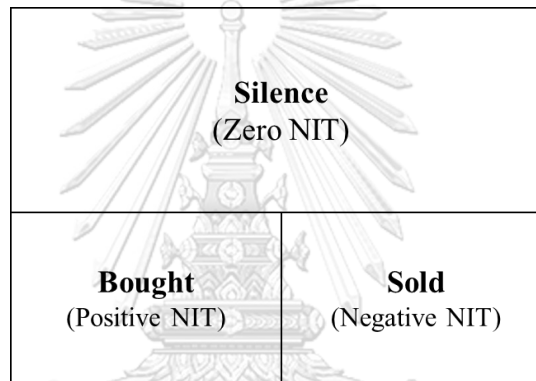 Silence
(Zero NIT)
Bought
(Positive NIT)
Sold
(Negative NIT)